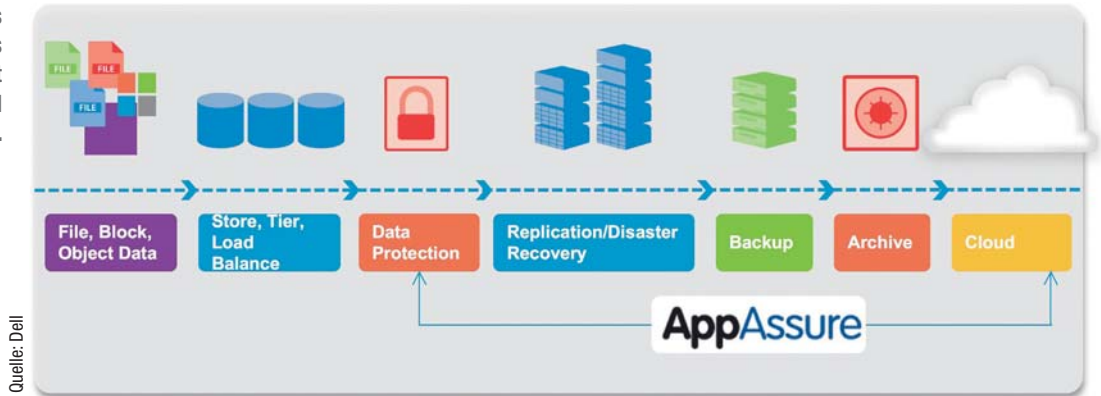 FILE
FILE
FILE
File, Block,
Object Data
Store, Tier,
Load
Balance
Data
Protection
Replication/Disaster
Recovery
Backup
Archive
Cloud
AppAssure
Quelle: Dell